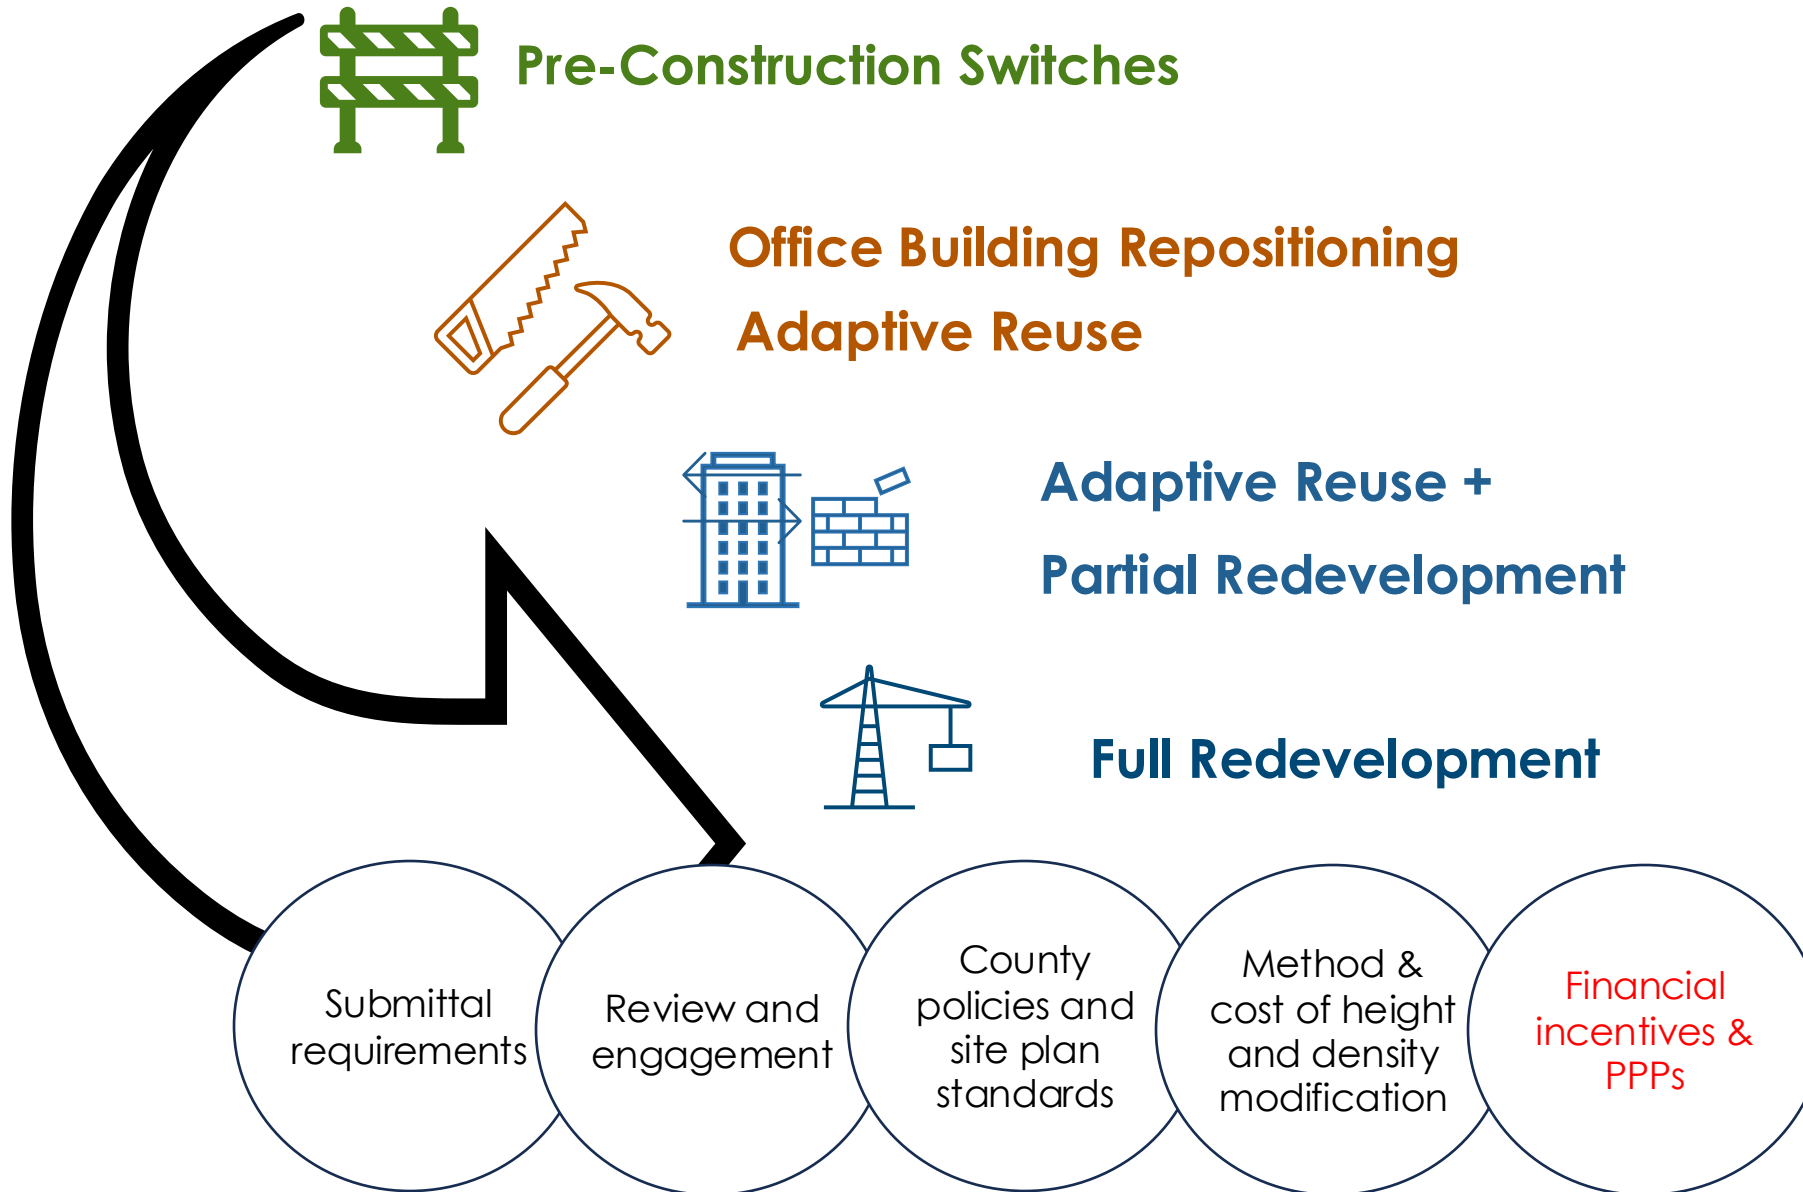 Pre-Construction Switches
Office Building Repositioning
Adaptive Reuse
Adaptive Reuse +
Partial Redevelopment
Full Redevelopment
Submittal
requirements
Review and
engagement
County
policies and
site plan
standards
Method &
cost of height
and density
modification
Financial
incentives &
PPPs